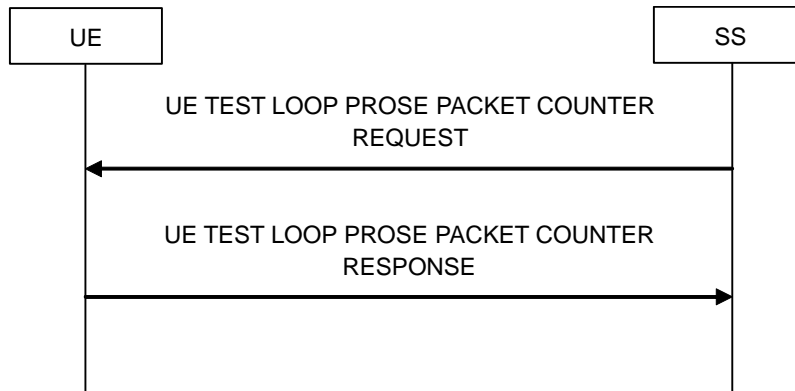 UE
SS
UE TEST LOOP PROSE PACKET COUNTER
REQUEST
UE TEST LOOP PROSE PACKET COUNTER
RESPONSE